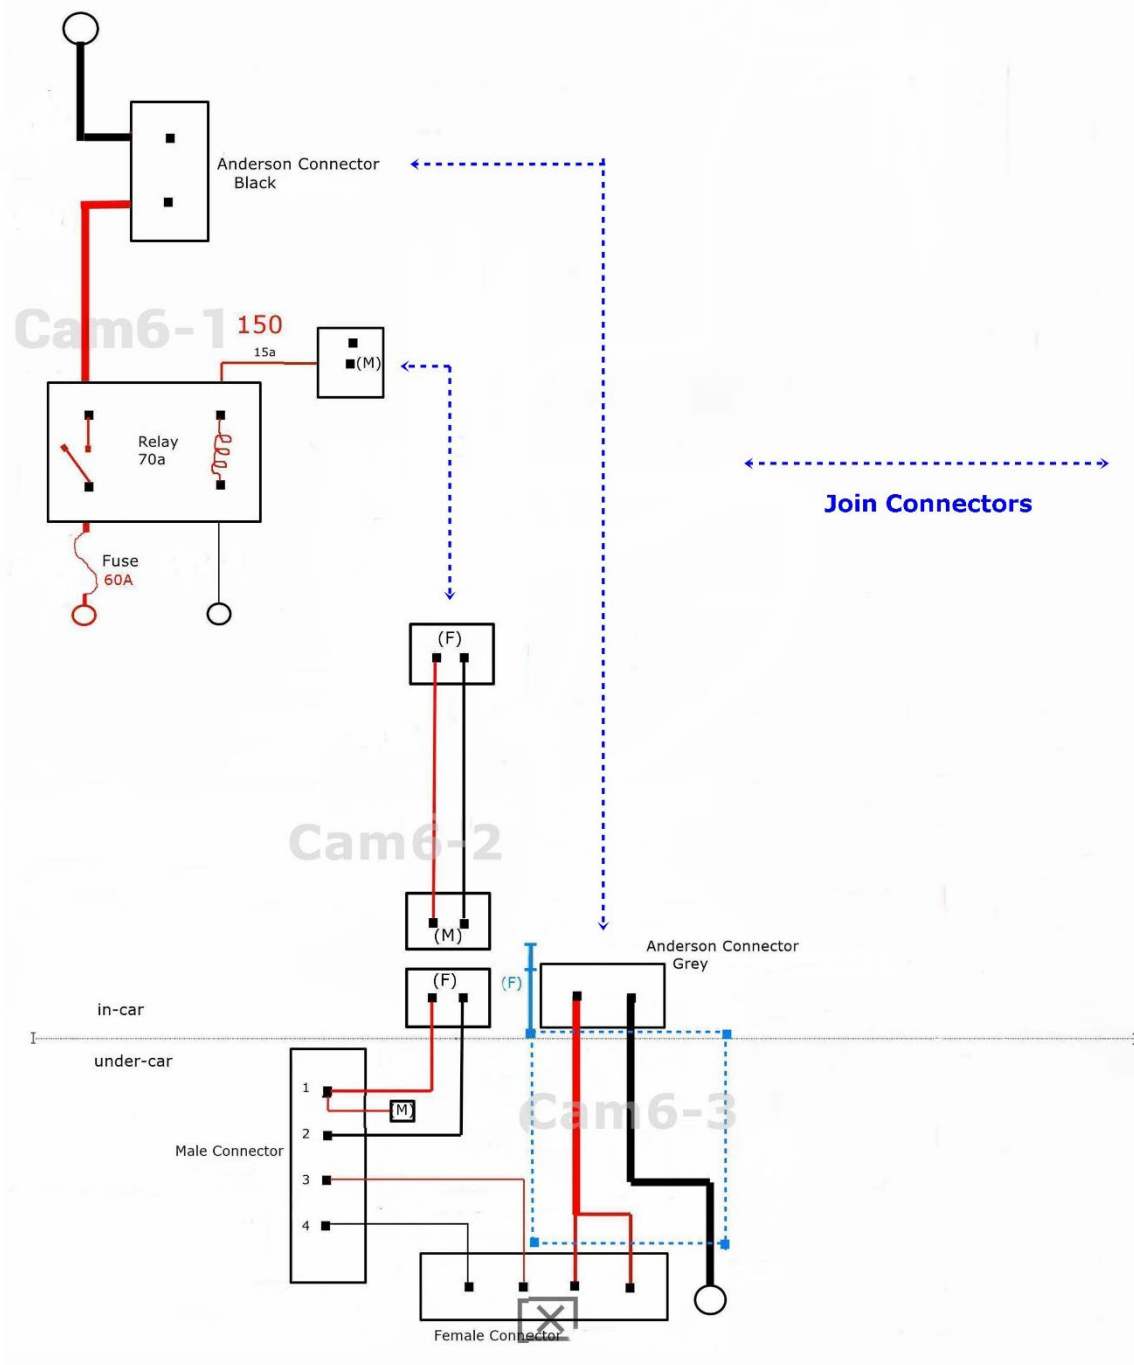 Anderson Connector
Black
Cam6-1
150
15a
(M)
Relay
70a
Join Connectors
Fuse
60A
(F)
Cam6-2
(M)
Anderson Connector
Grey
(F)
(F)
in-car
under-car
1
(M)
Cam6-3
2
Male Connector
3
4
Female Connector